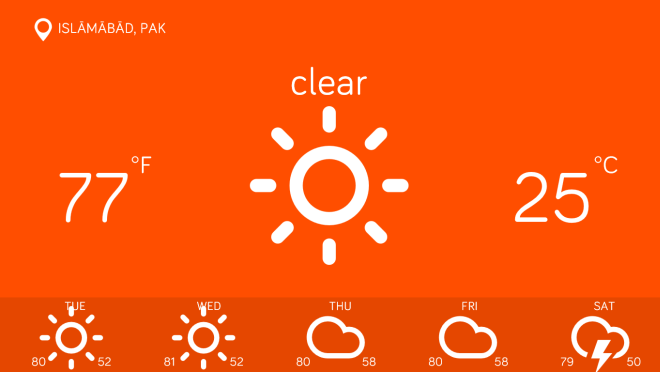 ISLĀMĀBĀD, PAK
clear
77 °F
25 °C
TUE WED THU FRI SAT
80 52 81 52 80 58 80 58 79 50